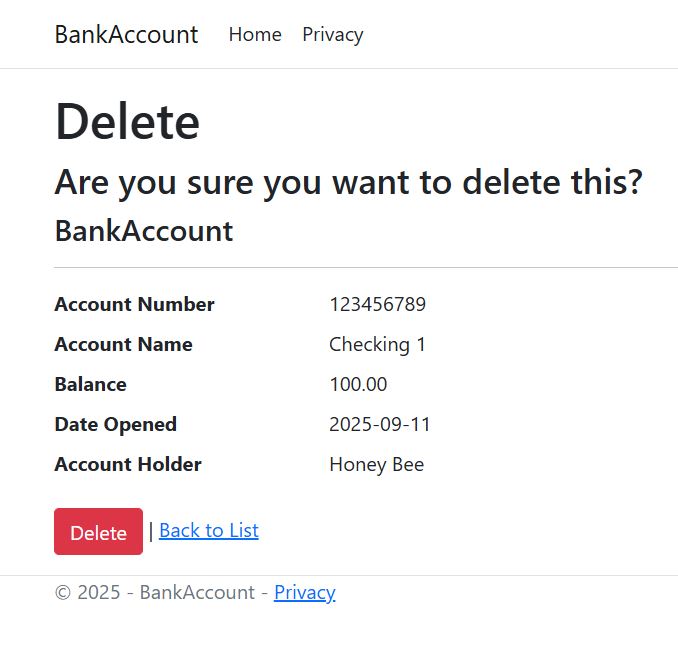 BankAccount Home Privacy
Delete
Are you sure you want to delete this?
BankAccount
Account Number 123456789
Account Name Checking 1
Balance 100.00
Date Opened 2025-09-11
Account Holder Honey Bee
Delete | Back to List
© 2025 - BankAccount - Privacy